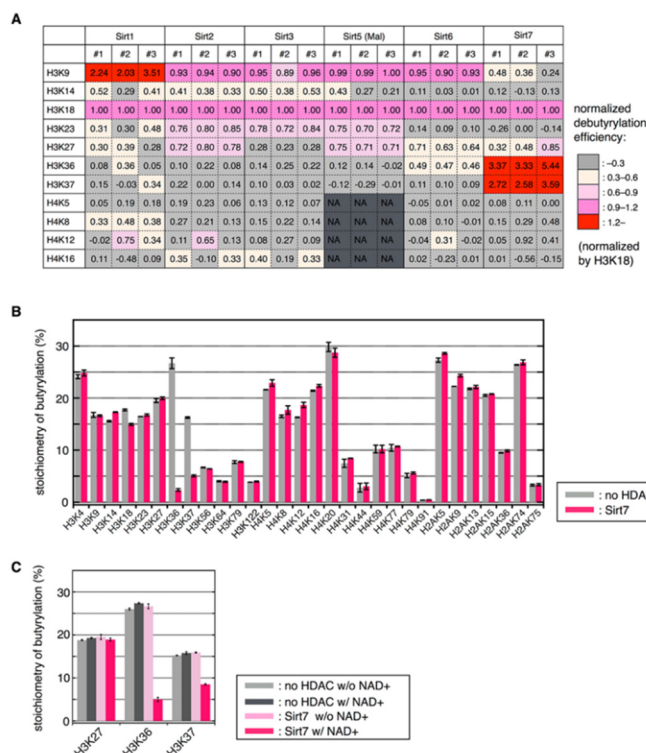 A
Sirt1 Sirt2 Sirt3 Sirt5 (Mal) Sirt6 Sirt7
#1 #2 #3 #1 #2 #3 #1 #2 #3 #1 #2 #3 #1 #2 #3 #1 #2 #3
H3K9 2.24 2.03 3.51 0.93 0.94 0.90 0.95 0.89 0.96 0.99 0.99 1.00 0.95 0.90 0.93 0.48 0.36 0.24
H3K14 0.52 0.29 0.41 0.41 0.38 0.33 0.50 0.38 0.53 0.43 0.27 0.21 0.11 0.03 0.01 0.12 -0.13 0.13
H3K18 1.00 1.00 1.00 1.00 1.00 1.00 1.00 1.00 1.00 1.00 1.00 1.00 1.00 1.00 1.00 1.00 1.00 1.00
H3K23 0.31 0.30 0.48 0.76 0.80 0.85 0.78 0.72 0.84 0.75 0.70 0.72 0.14 0.09 0.10 -0.26 0.00 -0.14
H3K27 0.30 0.39 0.28 0.72 0.80 0.78 0.71 0.67 0.77 0.75 0.71 0.71 0.71 0.63 0.64 0.32 0.48 0.85
H3K36 0.08 0.36 0.05 0.10 0.22 0.08 0.14 0.25 0.22 0.12 0.14 -0.02 0.49 0.47 0.46 3.37 3.33 5.44
H3K37 0.15 -0.03 0.34 0.22 0.00 0.14 0.10 0.03 0.02 -0.12 -0.29 -0.01 0.11 0.10 0.09 2.72 2.58 3.59
H4K5 0.05 0.19 0.18 0.19 0.23 0.06 0.13 0.12 0.07 NA NA NA -0.05 0.00 0.00 0.08 0.11 0.00
H4K8 0.33 0.48 0.38 0.27 0.21 0.13 0.15 0.22 0.14 NA NA NA 0.08 0.10 -0.01 0.15 0.29 0.48
H4K12 -0.02 0.75 0.34 0.11 0.65 0.13 0.08 0.27 0.09 NA NA NA -0.04 0.31 -0.02 0.05 0.92 0.41
H4K16 0.11 -0.48 0.09 0.35 -0.10 0.33 0.40 0.19 0.33 NA NA NA 0.02 -0.23 0.01 0.01 -0.56 -0.15
normalized
debutyrylation
efficiency:
: –0.3
: 0.3–0.6
: 0.6–0.9
: 0.9–1.2
: 1.2–
(normalized
by H3K18)
B
stoichiometry of butyrylation (%)
30
20
10
0
H3K4 H3K9 H3K14 H3K18 H3K23 H3K27 H3K36 H3K37 H3K56 H3K64 H3K79 H3K122 H4K5 H4K8 H4K12 H4K16 H4K20 H4K31 H4K44 H4K59 H4K77 H4K79 H4K91 H2AK5 H2AK9 H2AK13 H2AK15 H2AK36 H2AK74 H2AK75
: no HDA
: Sirt7
C
stoichiometry of butyrylation (%)
30
20
10
0
H3K27 H3K36 H3K37
: no HDAC w/o NAD+
: no HDAC w/ NAD+
: Sirt7 w/o NAD+
: Sirt7 w/ NAD+